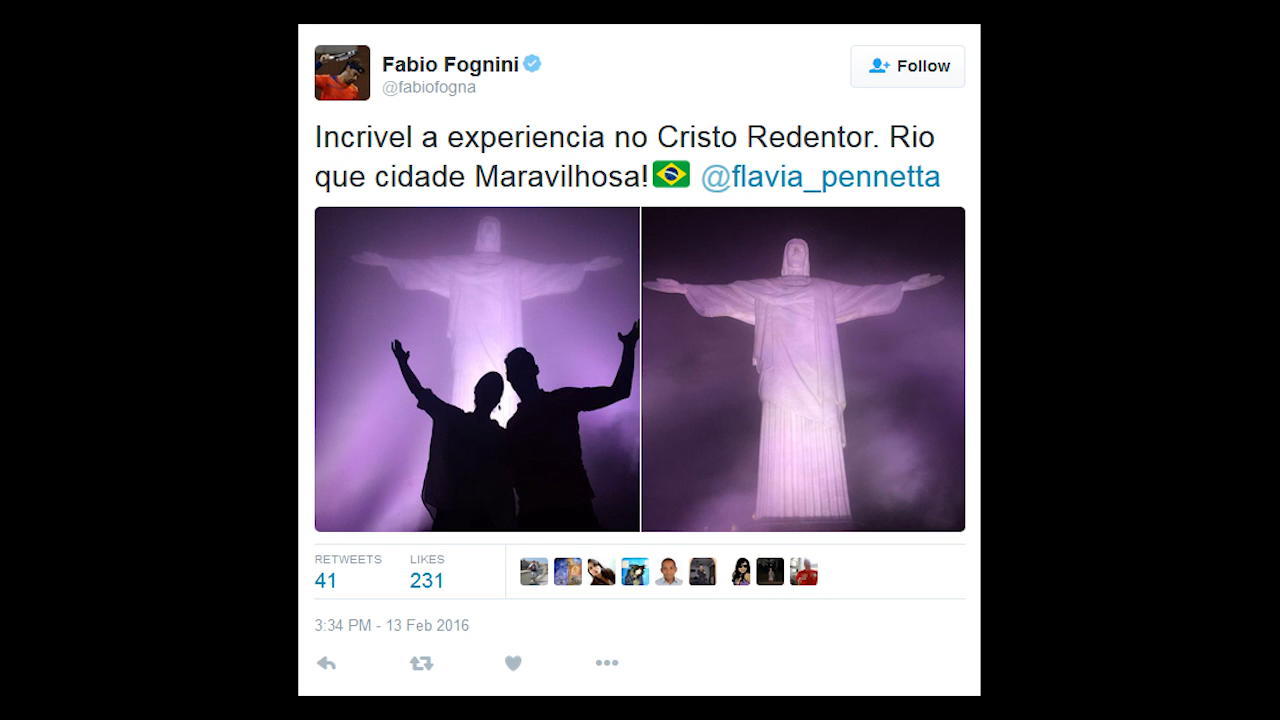 Fabio Fognini
Follow
@fabiofogna
Incrivel a experiencia no Cristo Redentor. Rio
que cidade Maravilhosa!🇧🇷 @flavia_pennetta
RETWEETS
LIKES
41
231
3:34 PM - 13 Feb 2016